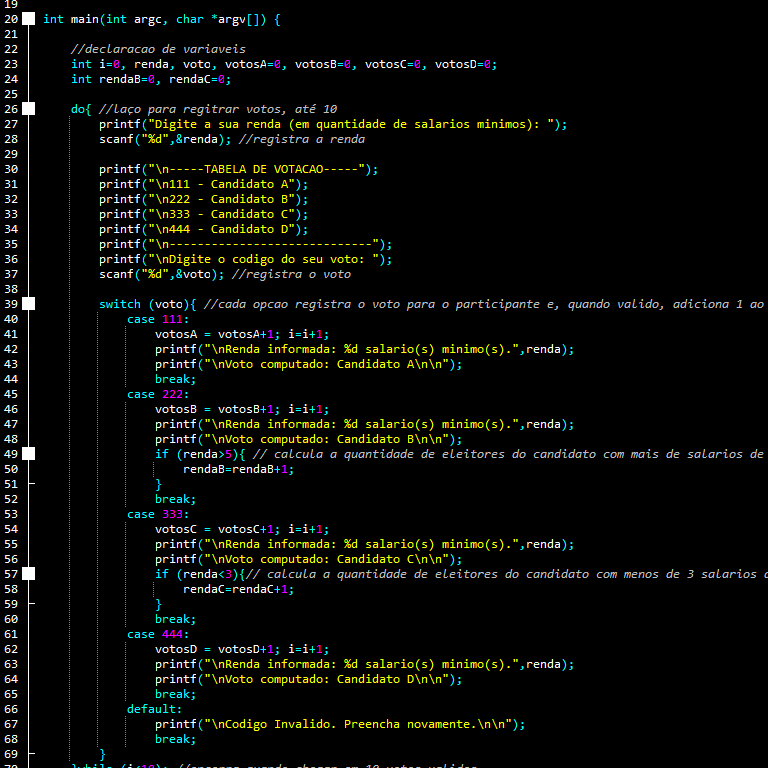 19
20 int main(int argc, char *argv[]) {
21
22 //declaracao de variaveis
23 int i=0, renda, voto, votosA=0, votosB=0, votosC=0, votosD=0;
24 int rendaB=0, rendaC=0;
25
26 do{ //laço para regitrar votos, até 10
27 printf("Digite a sua renda (em quantidade de salarios minimos): ");
28 scanf("%d",&renda); //registra a renda
29
30 printf("\n-----TABELA DE VOTACAO-----");
31 printf("\n111 - Candidato A");
32 printf("\n222 - Candidato B");
33 printf("\n333 - Candidato C");
34 printf("\n444 - Candidato D");
35 printf("\n-----------------------------");
36 printf("\nDigite o codigo do seu voto: ");
37 scanf("%d",&voto); //registra o voto
38
39 switch (voto){ //cada opcao registra o voto para o participante e, quando valido, adiciona 1 ao
40 case 111:
41 votosA = votosA+1; i=i+1;
42 printf("\nRenda informada: %d salario(s) minimo(s).",renda);
43 printf("\nVoto computado: Candidato A\n\n");
44 break;
45 case 222:
46 votosB = votosB+1; i=i+1;
47 printf("\nRenda informada: %d salario(s) minimo(s).",renda);
48 printf("\nVoto computado: Candidato B\n\n");
49 if (renda>5){ // calcula a quantidade de eleitores do candidato com mais de salarios de
50 rendaB=rendaB+1;
51 }
52 break;
53 case 333:
54 votosC = votosC+1; i=i+1;
55 printf("\nRenda informada: %d salario(s) minimo(s).",renda);
56 printf("\nVoto computado: Candidato C\n\n");
57 if (renda<3){// calcula a quantidade de eleitores do candidato com menos de 3 salarios
58 rendaC=rendaC+1;
59 }
60 break;
61 case 444:
62 votosD = votosD+1; i=i+1;
63 printf("\nRenda informada: %d salario(s) minimo(s).",renda);
64 printf("\nVoto computado: Candidato D\n\n");
65 break;
66 default:
67 printf("\nCodigo Invalido. Preencha novamente.\n\n");
68 break;
69 }